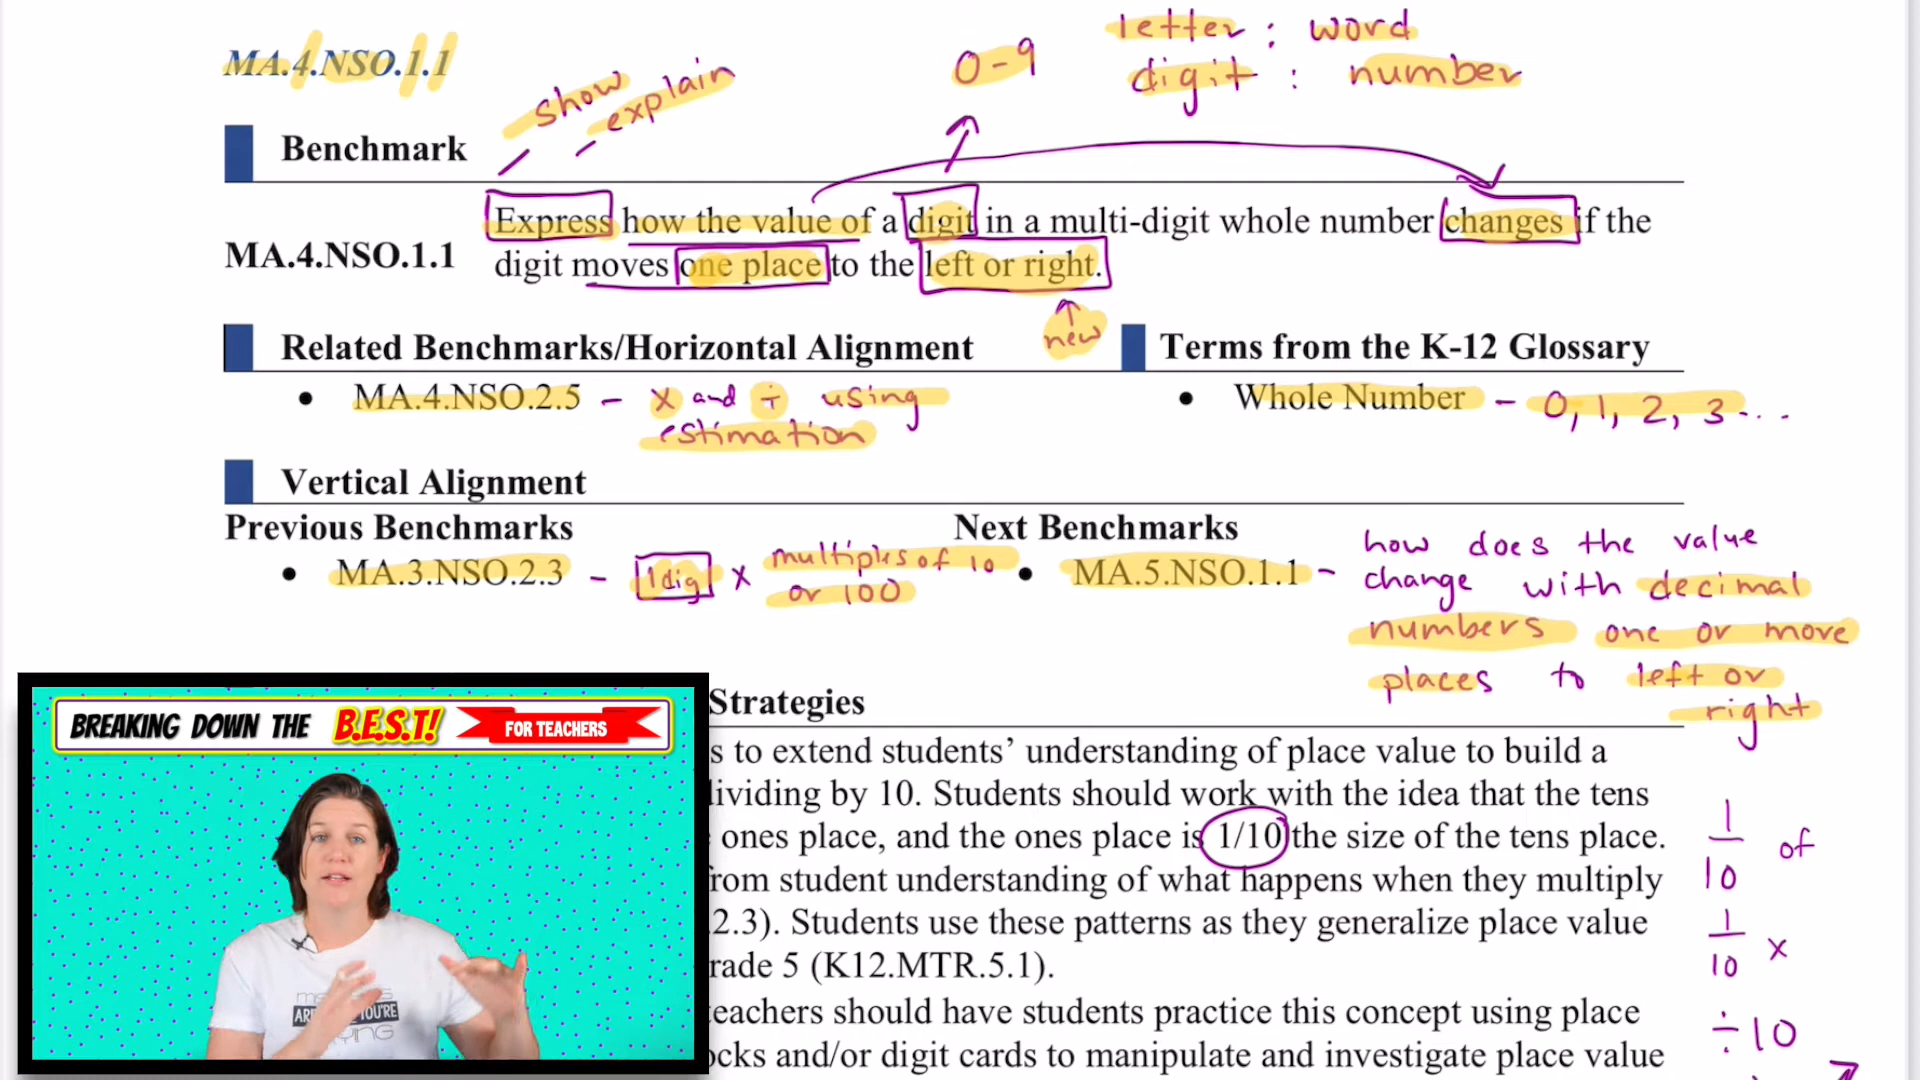 MA.4.NSO.1.1
show
explain
0-9
letter : word
digit : number
Benchmark
MA.4.NSO.1.1
Express how the value of a digit in a multi-digit whole number changes if the
digit moves one place to the left or right.
new
Related Benchmarks/Horizontal Alignment
• MA.4.NSO.2.5 - x and ÷ using
estimation
Terms from the K-12 Glossary
• Whole Number - 0, 1, 2, 3...
Vertical Alignment
Previous Benchmarks
• MA.3.NSO.2.3 - 1dig x multiples of 10
or 100
Next Benchmarks
• MA.5.NSO.1.1 - how does the value
change with decimal
numbers one or more
places to left or
right
Strategies
s to extend students’ understanding of place value to build a
ividing by 10. Students should work with the idea that the tens
ones place, and the ones place is 1/10 the size of the tens place.
rom student understanding of what happens when they multiply
.2.3). Students use these patterns as they generalize place value
rade 5 (K12.MTR.5.1).
teachers should have students practice this concept using place
ocks and/or digit cards to manipulate and investigate place value
1/10 of
1/10 x
÷10
BREAKING DOWN THE B.E.S.T! FOR TEACHERS